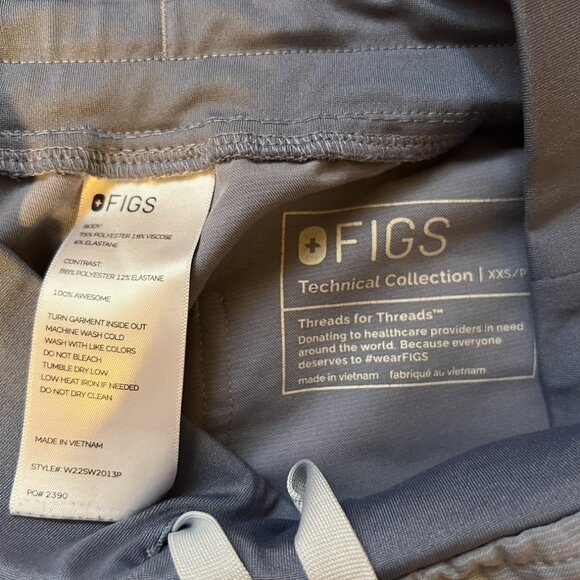 FIGS
BODY:
75% POLYESTER 19% VISCOSE
6% ELASTANE
CONTRAST:
88% POLYESTER 12% ELASTANE
100% AWESOME
TURN GARMENT INSIDE OUT
MACHINE WASH COLD
WASH WITH LIKE COLORS
DO NOT BLEACH
TUMBLE DRY LOW
LOW HEAT IRON IF NEEDED
DO NOT DRY CLEAN
MADE IN VIETNAM
STYLE#: W22SW2013P
PO# 2390
FIGS
Technical Collection | XXS/P
Threads for Threads™
Donating to healthcare providers in need
around the world. Because everyone
deserves to #wearFIGS
made in vietnam fabriqué au vietnam